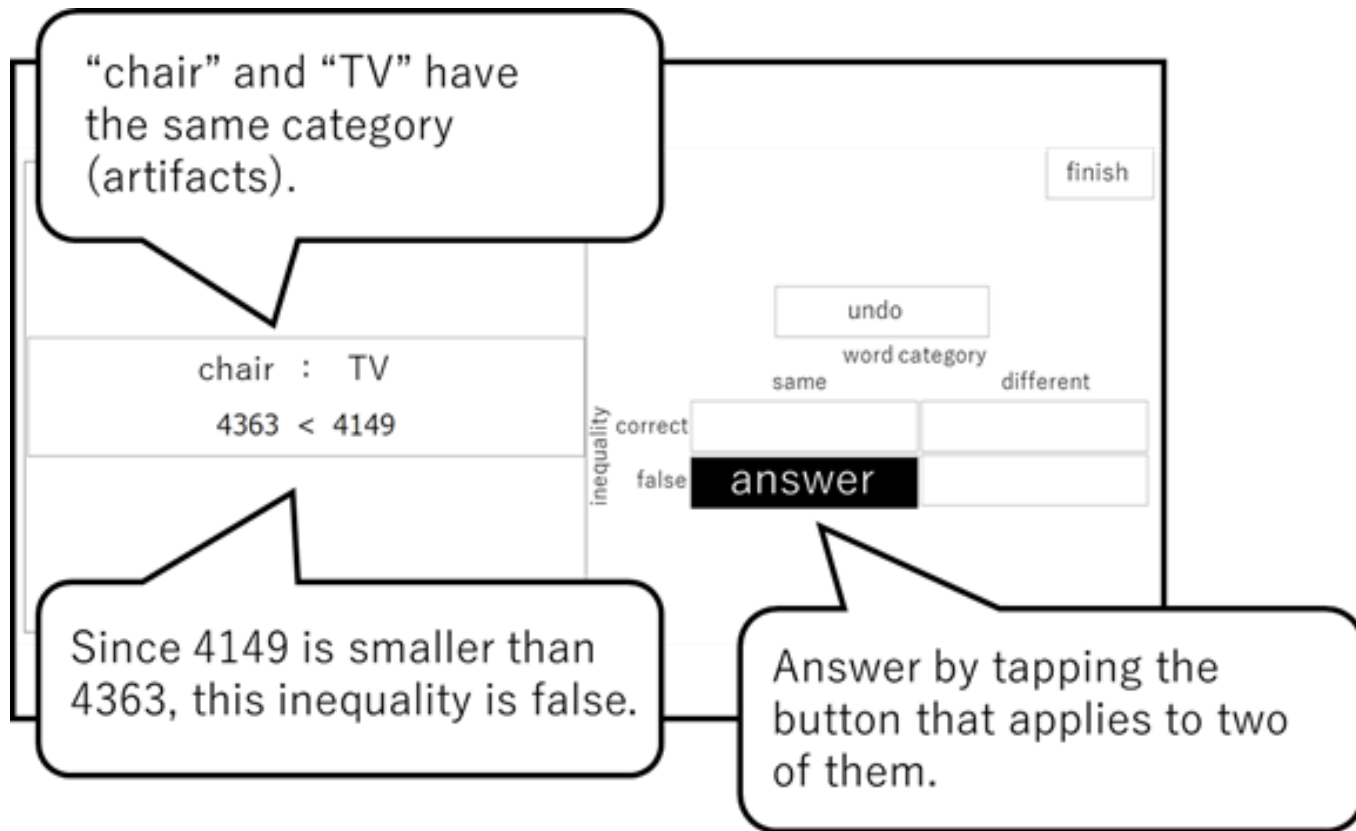 “chair” and “TV” have
the same category
(artifacts).
finish
undo
word category
same different
chair : TV
4363 < 4149
inequality
correct
false answer
Since 4149 is smaller than
4363, this inequality is false.
Answer by tapping the
button that applies to two
of them.